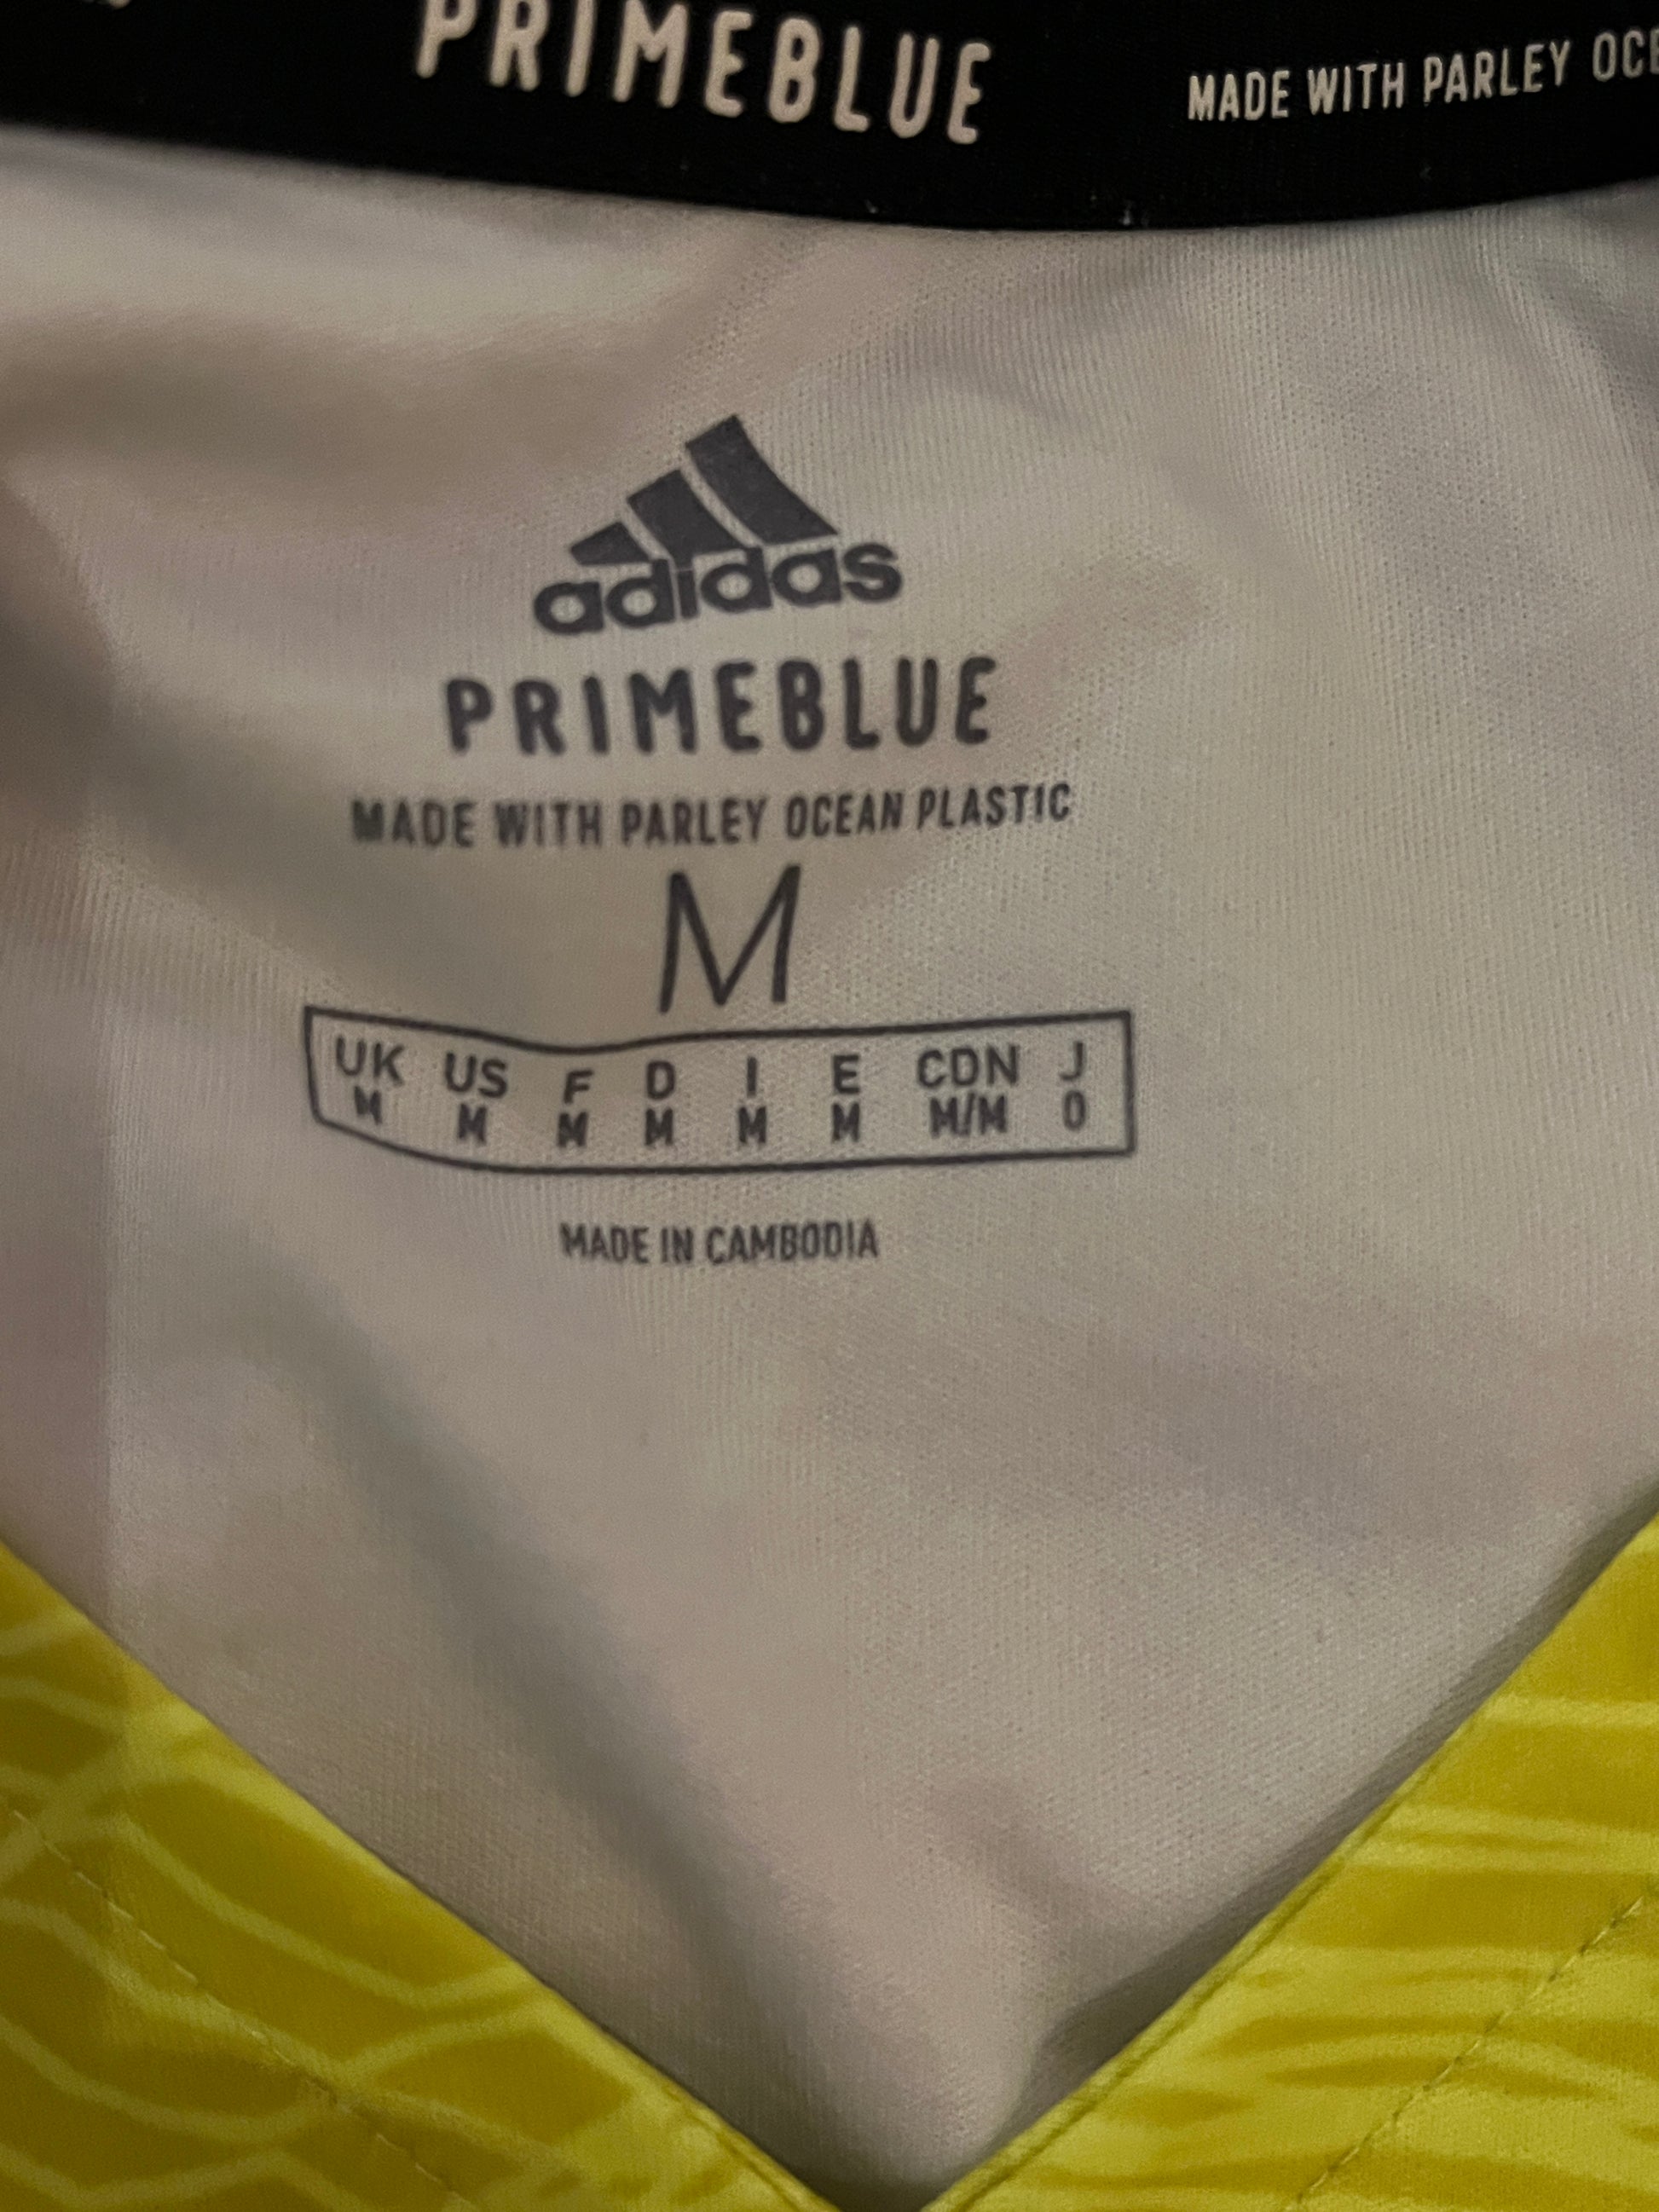 PRIMEBLUE
MADE WITH PARLEY OCE
adidas
PRIMEBLUE
MADE WITH PARLEY OCEAN PLASTIC
M
UK US F D I E CDN J
M M M M M M M/M O
MADE IN CAMBODIA